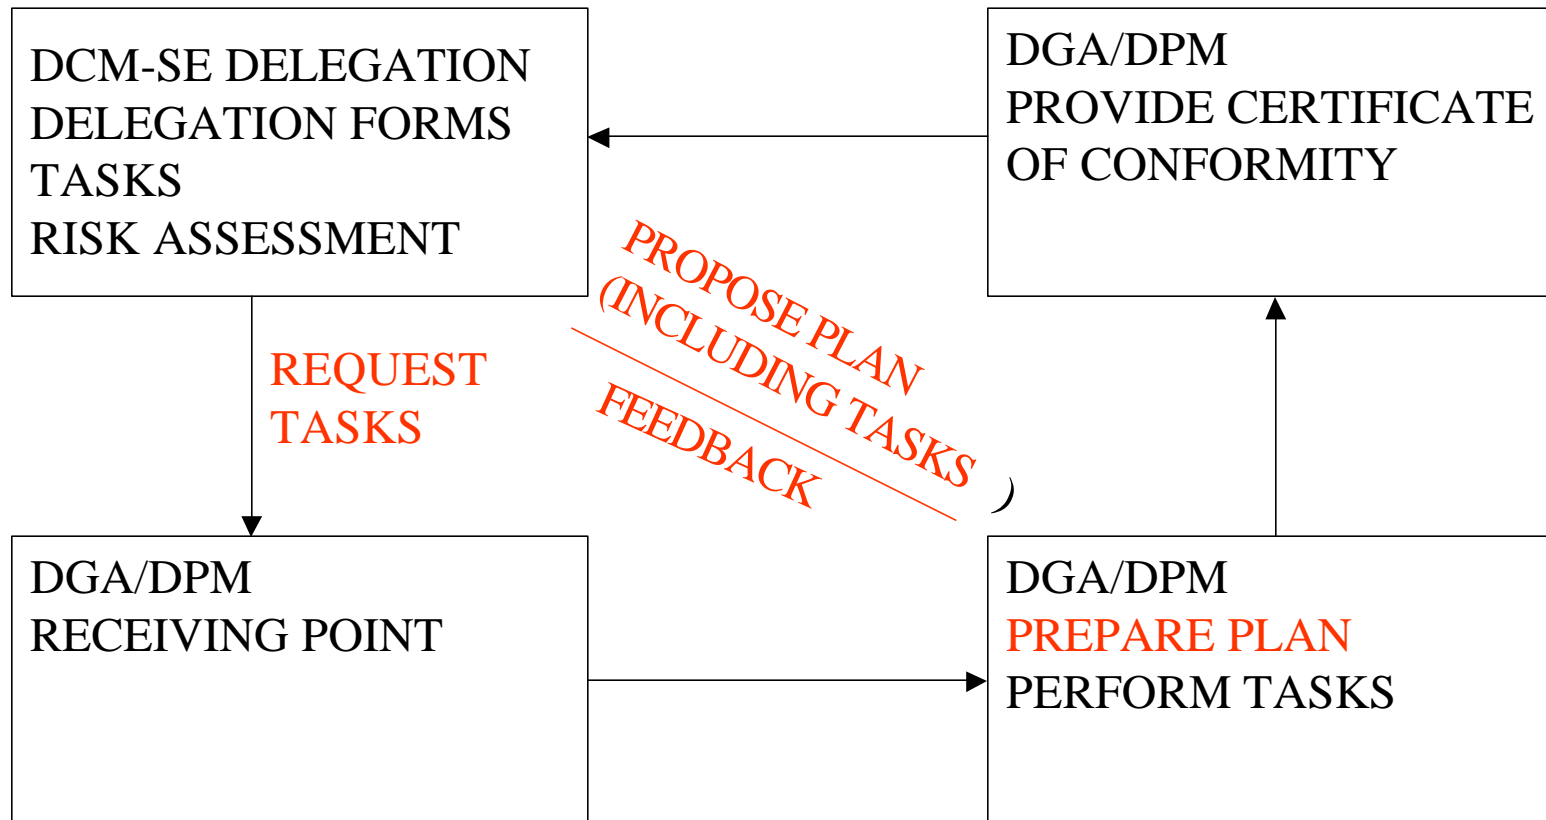 DCM-SE DELEGATION
DELEGATION FORMS
TASKS
RISK ASSESSMENT
DGA/DPM
PROVIDE CERTIFICATE
OF CONFORMITY
REQUEST
TASKS
PROPOSE PLAN
(INCLUDING TASKS )
FEEDBACK
DGA/DPM
RECEIVING POINT
DGA/DPM
PREPARE PLAN
PERFORM TASKS